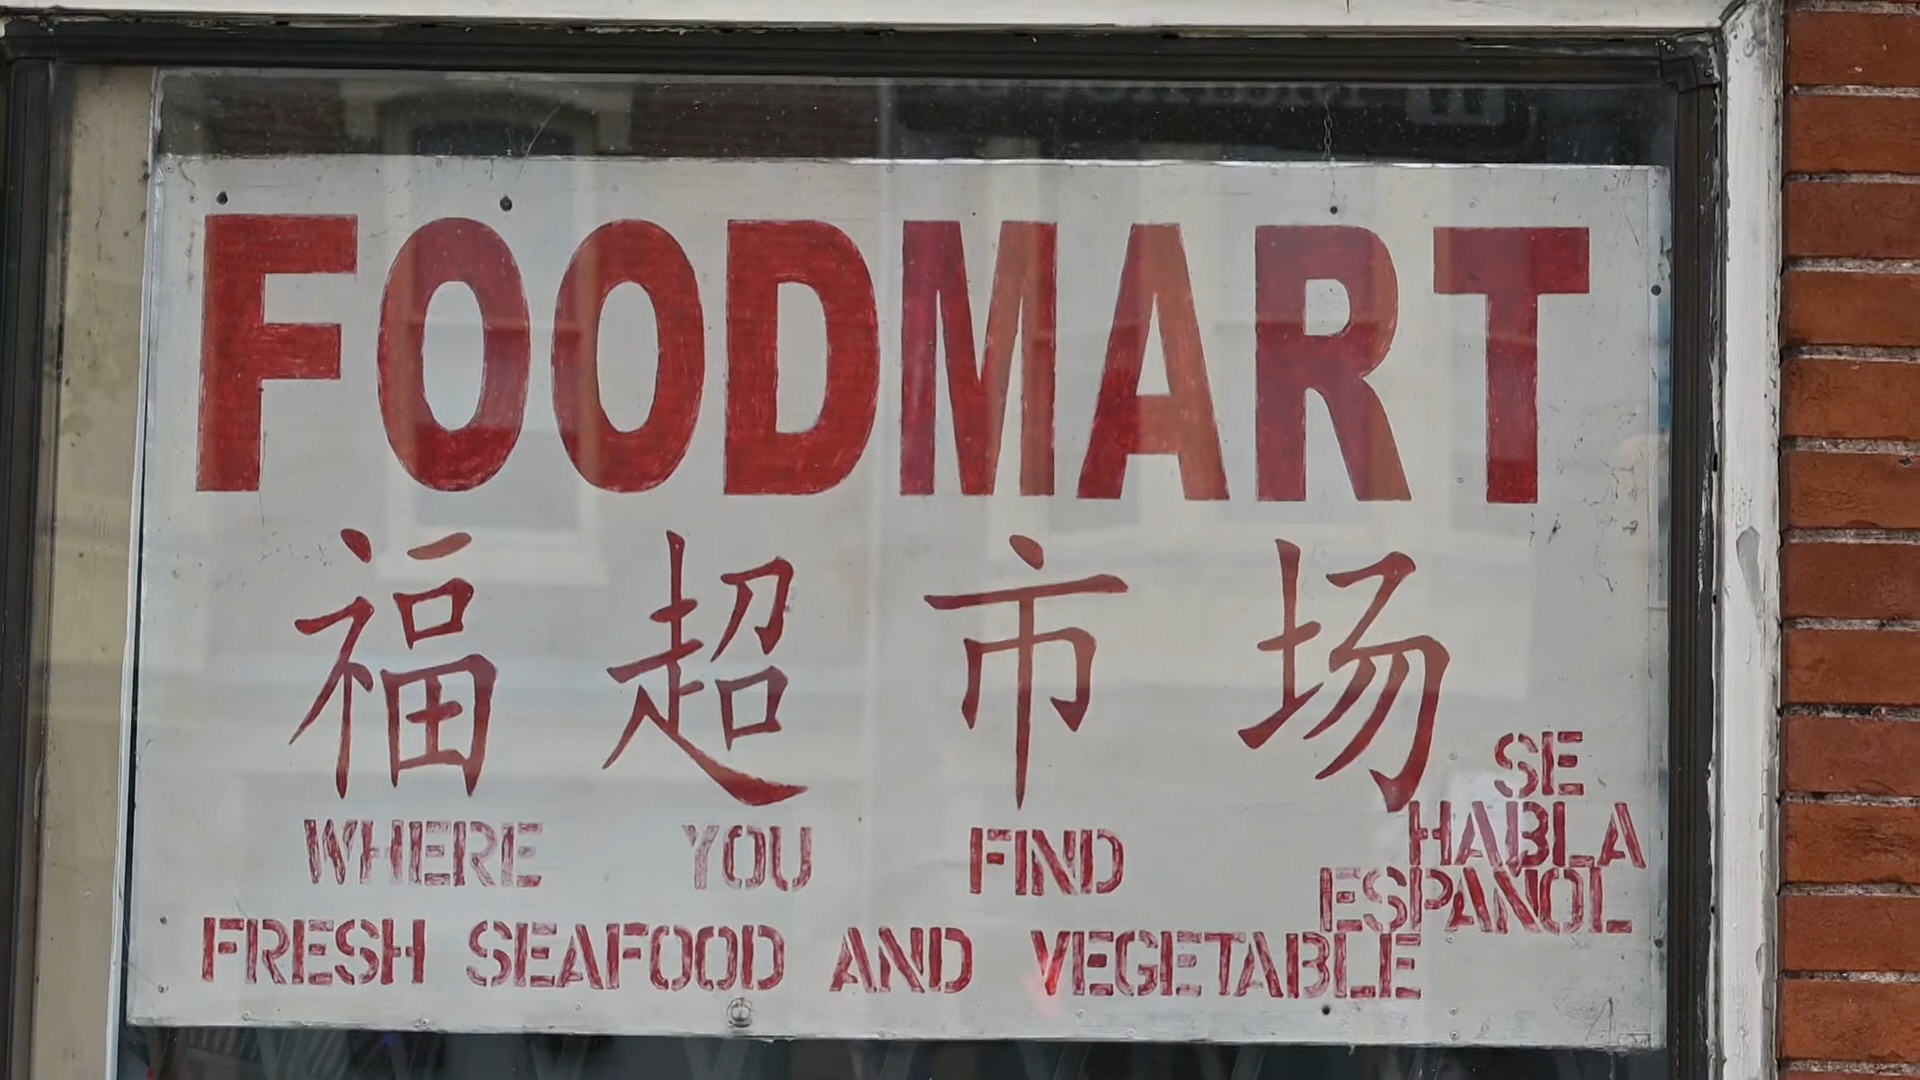 FOODMART
福超市场
WHERE YOU FIND
FRESH SEAFOOD AND VEGETABLE
SE
HABLA
ESPANOL